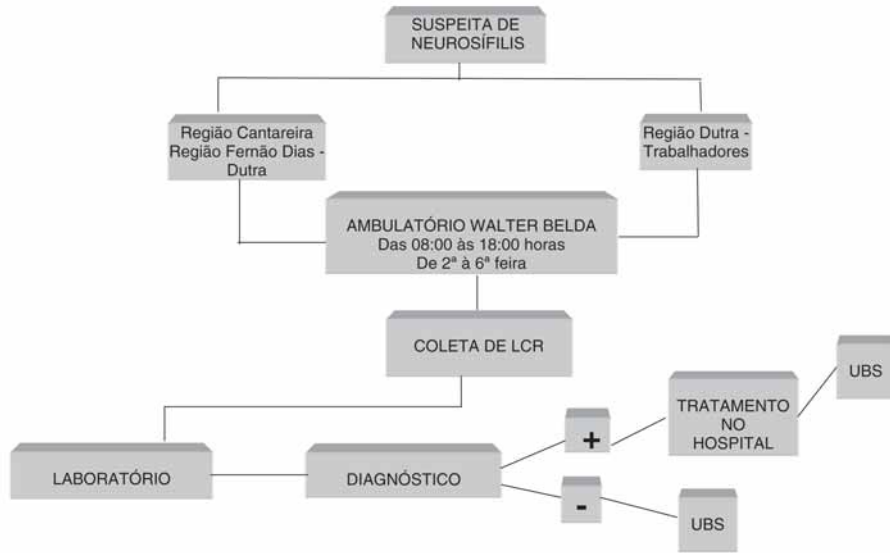 SUSPEITA DE
NEUROSÍFILIS
Região Cantareira
Região Fernão Dias -
Dutra
Região Dutra -
Trabalhadores
AMBULATÓRIO WALTER BELDA
Das 08:00 às 18:00 horas
De 2ª à 6ª feira
COLETA DE LCR
UBS
TRATAMENTO
NO
HOSPITAL
+
LABORATÓRIO
DIAGNÓSTICO
-
UBS